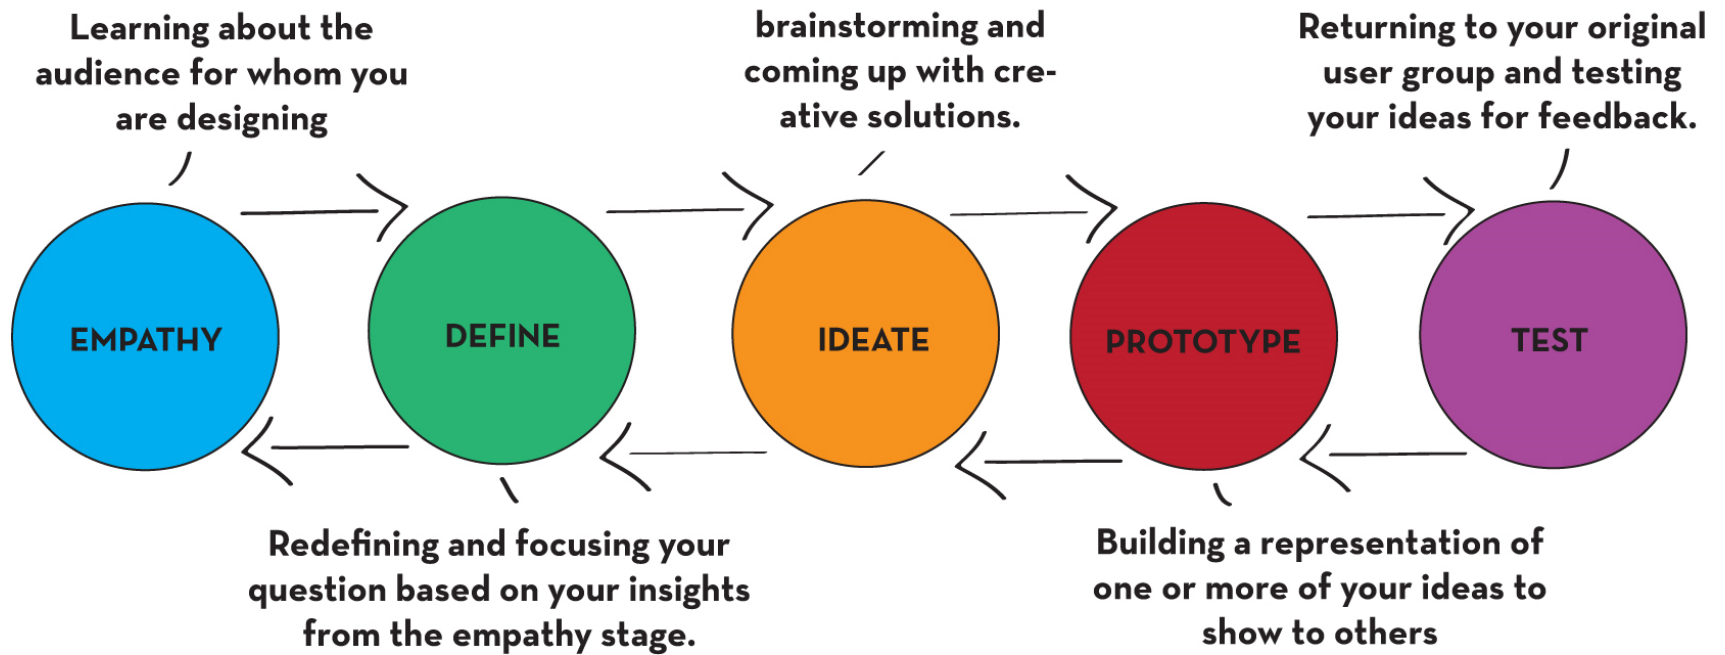 Learning about the
audience for whom you
are designing
brainstorming and
coming up with cre-
ative solutions.
Returning to your original
user group and testing
your ideas for feedback.
EMPATHY
DEFINE
IDEATE
PROTOTYPE
TEST
Redefining and focusing your
question based on your insights
from the empathy stage.
Building a representation of
one or more of your ideas to
show to others